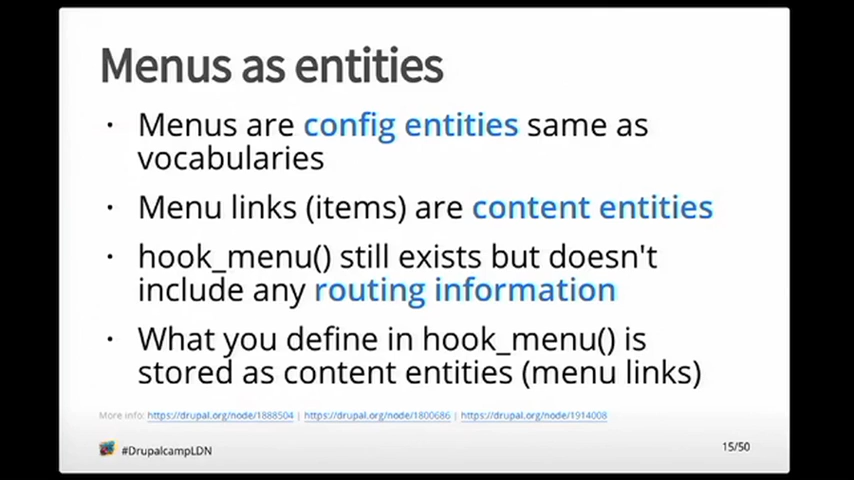 Menus as entities
· Menus are config entities same as
vocabularies
· Menu links (items) are content entities
· hook_menu() still exists but doesn't
include any routing information
· What you define in hook_menu() is
stored as content entities (menu links)
More info: https://drupal.org/node/1888504 | https://drupal.org/node/1800686 | https://drupal.org/node/1914008
#DrupalcampLDN
15/50